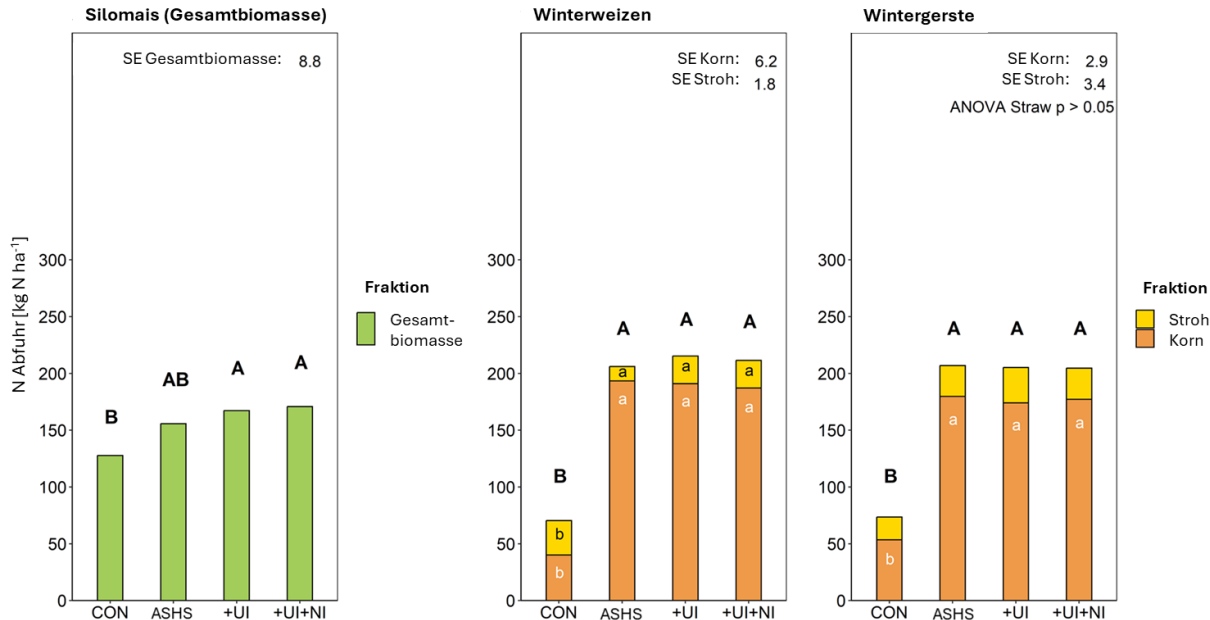 Silomais (Gesamtbiomasse)
SE Gesamtbiomasse: 8.8
N Abfuhr [kg N ha⁻¹]
300
250
200
150
100
50
0
B
AB
A
A
CON
ASHS
+UI
+UI+NI
Fraktion
Gesamt-
biomasse
Winterweizen
SE Korn: 6.2
SE Stroh: 1.8
300
250
200
150
100
50
0
B
A
A
A
b
a
a
a
b
a
a
a
CON
ASHS
+UI
+UI+NI
Wintergerste
SE Korn: 2.9
SE Stroh: 3.4
ANOVA Straw p > 0.05
300
250
200
150
100
50
0
B
A
A
A
b
a
a
a
CON
ASHS
+UI
+UI+NI
Fraktion
Stroh
Korn